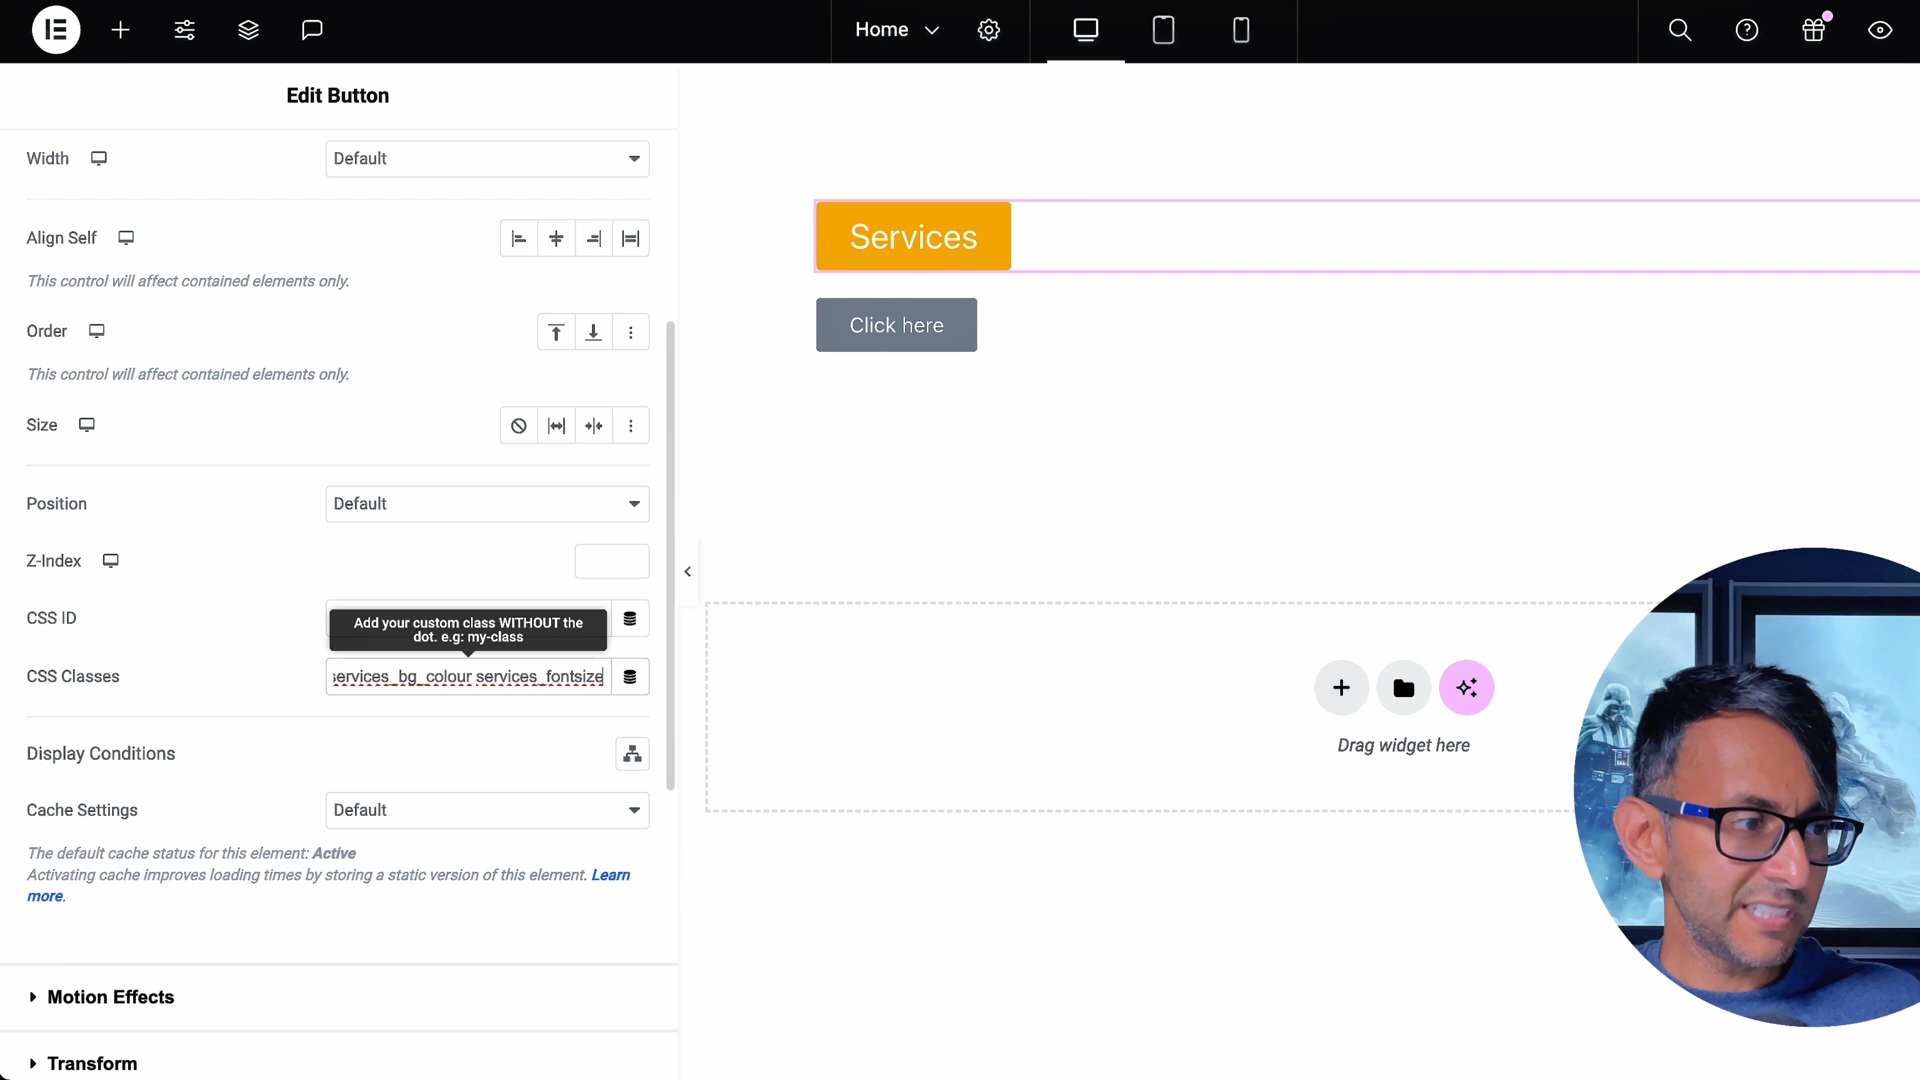 Home
Edit Button
Width
Default
Align Self
This control will affect contained elements only.
Order
This control will affect contained elements only.
Size
Position
Default
Z-Index
CSS ID
Add your custom class WITHOUT the
dot. e.g: my-class
CSS Classes
services_bg_colour services_fontsize
Display Conditions
Cache Settings
Default
The default cache status for this element: Active
Activating cache improves loading times by storing a static version of this element. Learn
more.
Motion Effects
Transform
Services
Click here
Drag widget here